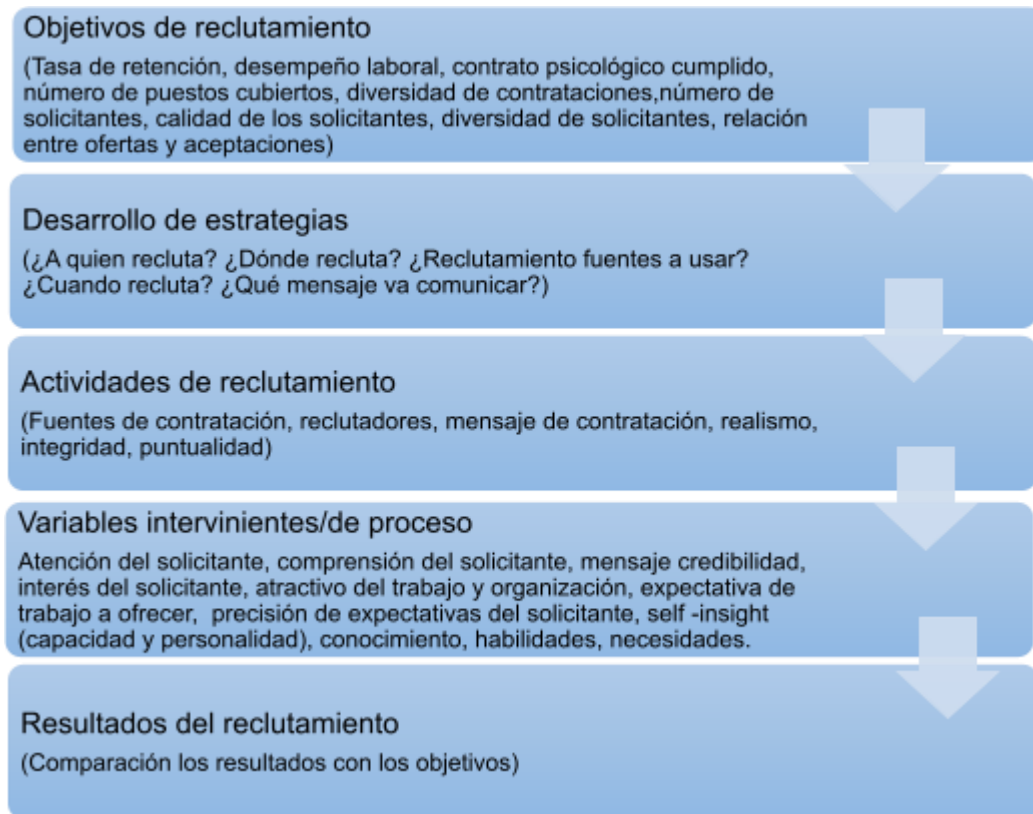 Objetivos de reclutamiento
(Tasa de retención, desempeño laboral, contrato psicológico cumplido,
número de puestos cubiertos, diversidad de contrataciones,número de
solicitantes, calidad de los solicitantes, diversidad de solicitantes, relación
entre ofertas y aceptaciones)
Desarrollo de estrategias
(¿A quien recluta? ¿Dónde recluta? ¿Reclutamiento fuentes a usar?
¿Cuando recluta? ¿Qué mensaje va comunicar?)
Actividades de reclutamiento
(Fuentes de contratación, reclutadores, mensaje de contratación, realismo,
integridad, puntualidad)
Variables intervinientes/de proceso
Atención del solicitante, comprensión del solicitante, mensaje credibilidad,
interés del solicitante, atractivo del trabajo y organización, expectativa de
trabajo a ofrecer, precisión de expectativas del solicitante, self -insight
(capacidad y personalidad), conocimiento, habilidades, necesidades.
Resultados del reclutamiento
(Comparación los resultados con los objetivos)